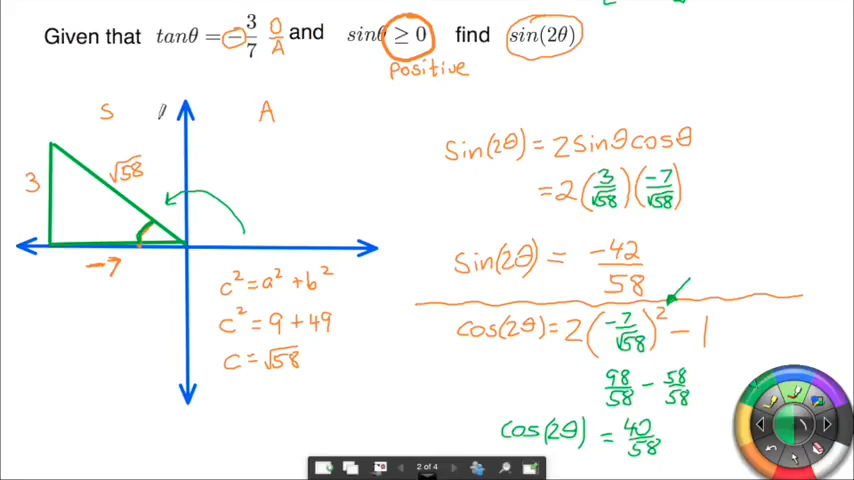 Given that tanθ = -3/7 O/A and sinθ ≥ 0 find sin(2θ)
Positive
S A
3 √58
-7
c² = a² + b²
c² = 9 + 49
c = √58
Sin(2θ) = 2sinθcosθ
= 2(3/√58)(-7/√58)
Sin(2θ) = -42/58
cos(2θ) = 2(-7/√58)² - 1
98/58 - 58/58
cos(2θ) = 40/58
2 of 4